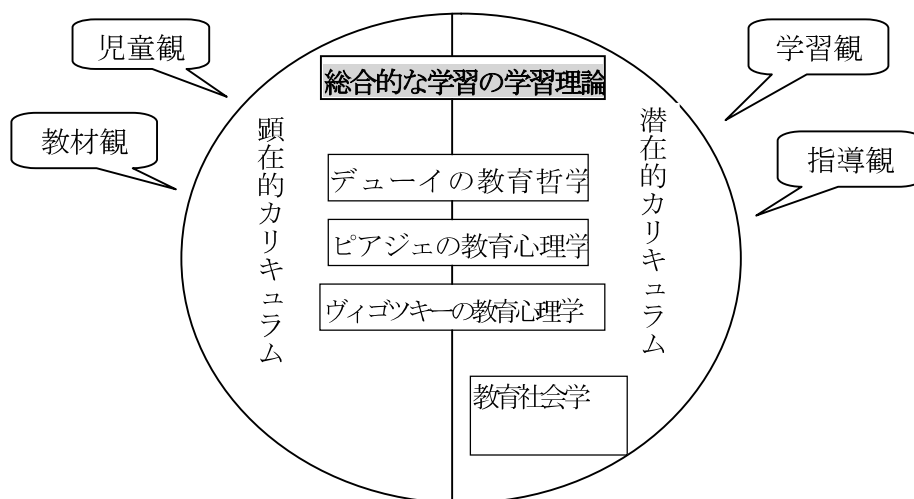 児童観
学習観
総合的な学習の学習理論
教材観
指導観
顕在的カリキュラム
潜在的カリキュラム
デューイの教育哲学
ピアジェの教育心理学
ヴィゴツキーの教育心理学
教育社会学